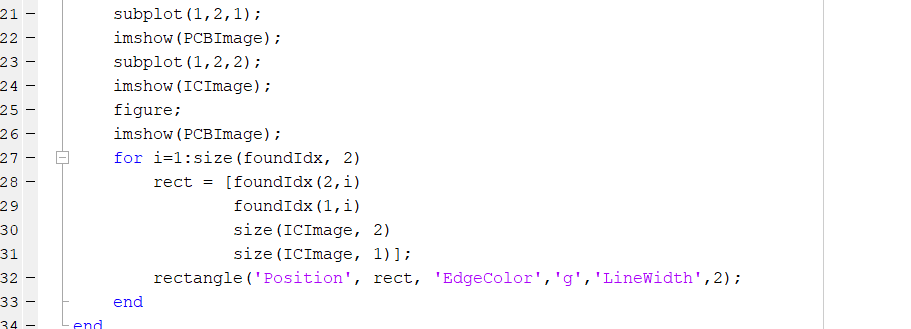 21 – subplot(1,2,1);
22 – imshow(PCBImage);
23 – subplot(1,2,2);
24 – imshow(ICImage);
25 – figure;
26 – imshow(PCBImage);
27 – for i=1:size(foundIdx, 2)
28 – rect = [foundIdx(2,i)
29 foundIdx(1,i)
30 size(ICImage, 2)
31 size(ICImage, 1)];
32 – rectangle('Position', rect, 'EdgeColor','g','LineWidth',2);
33 – end
34 – end